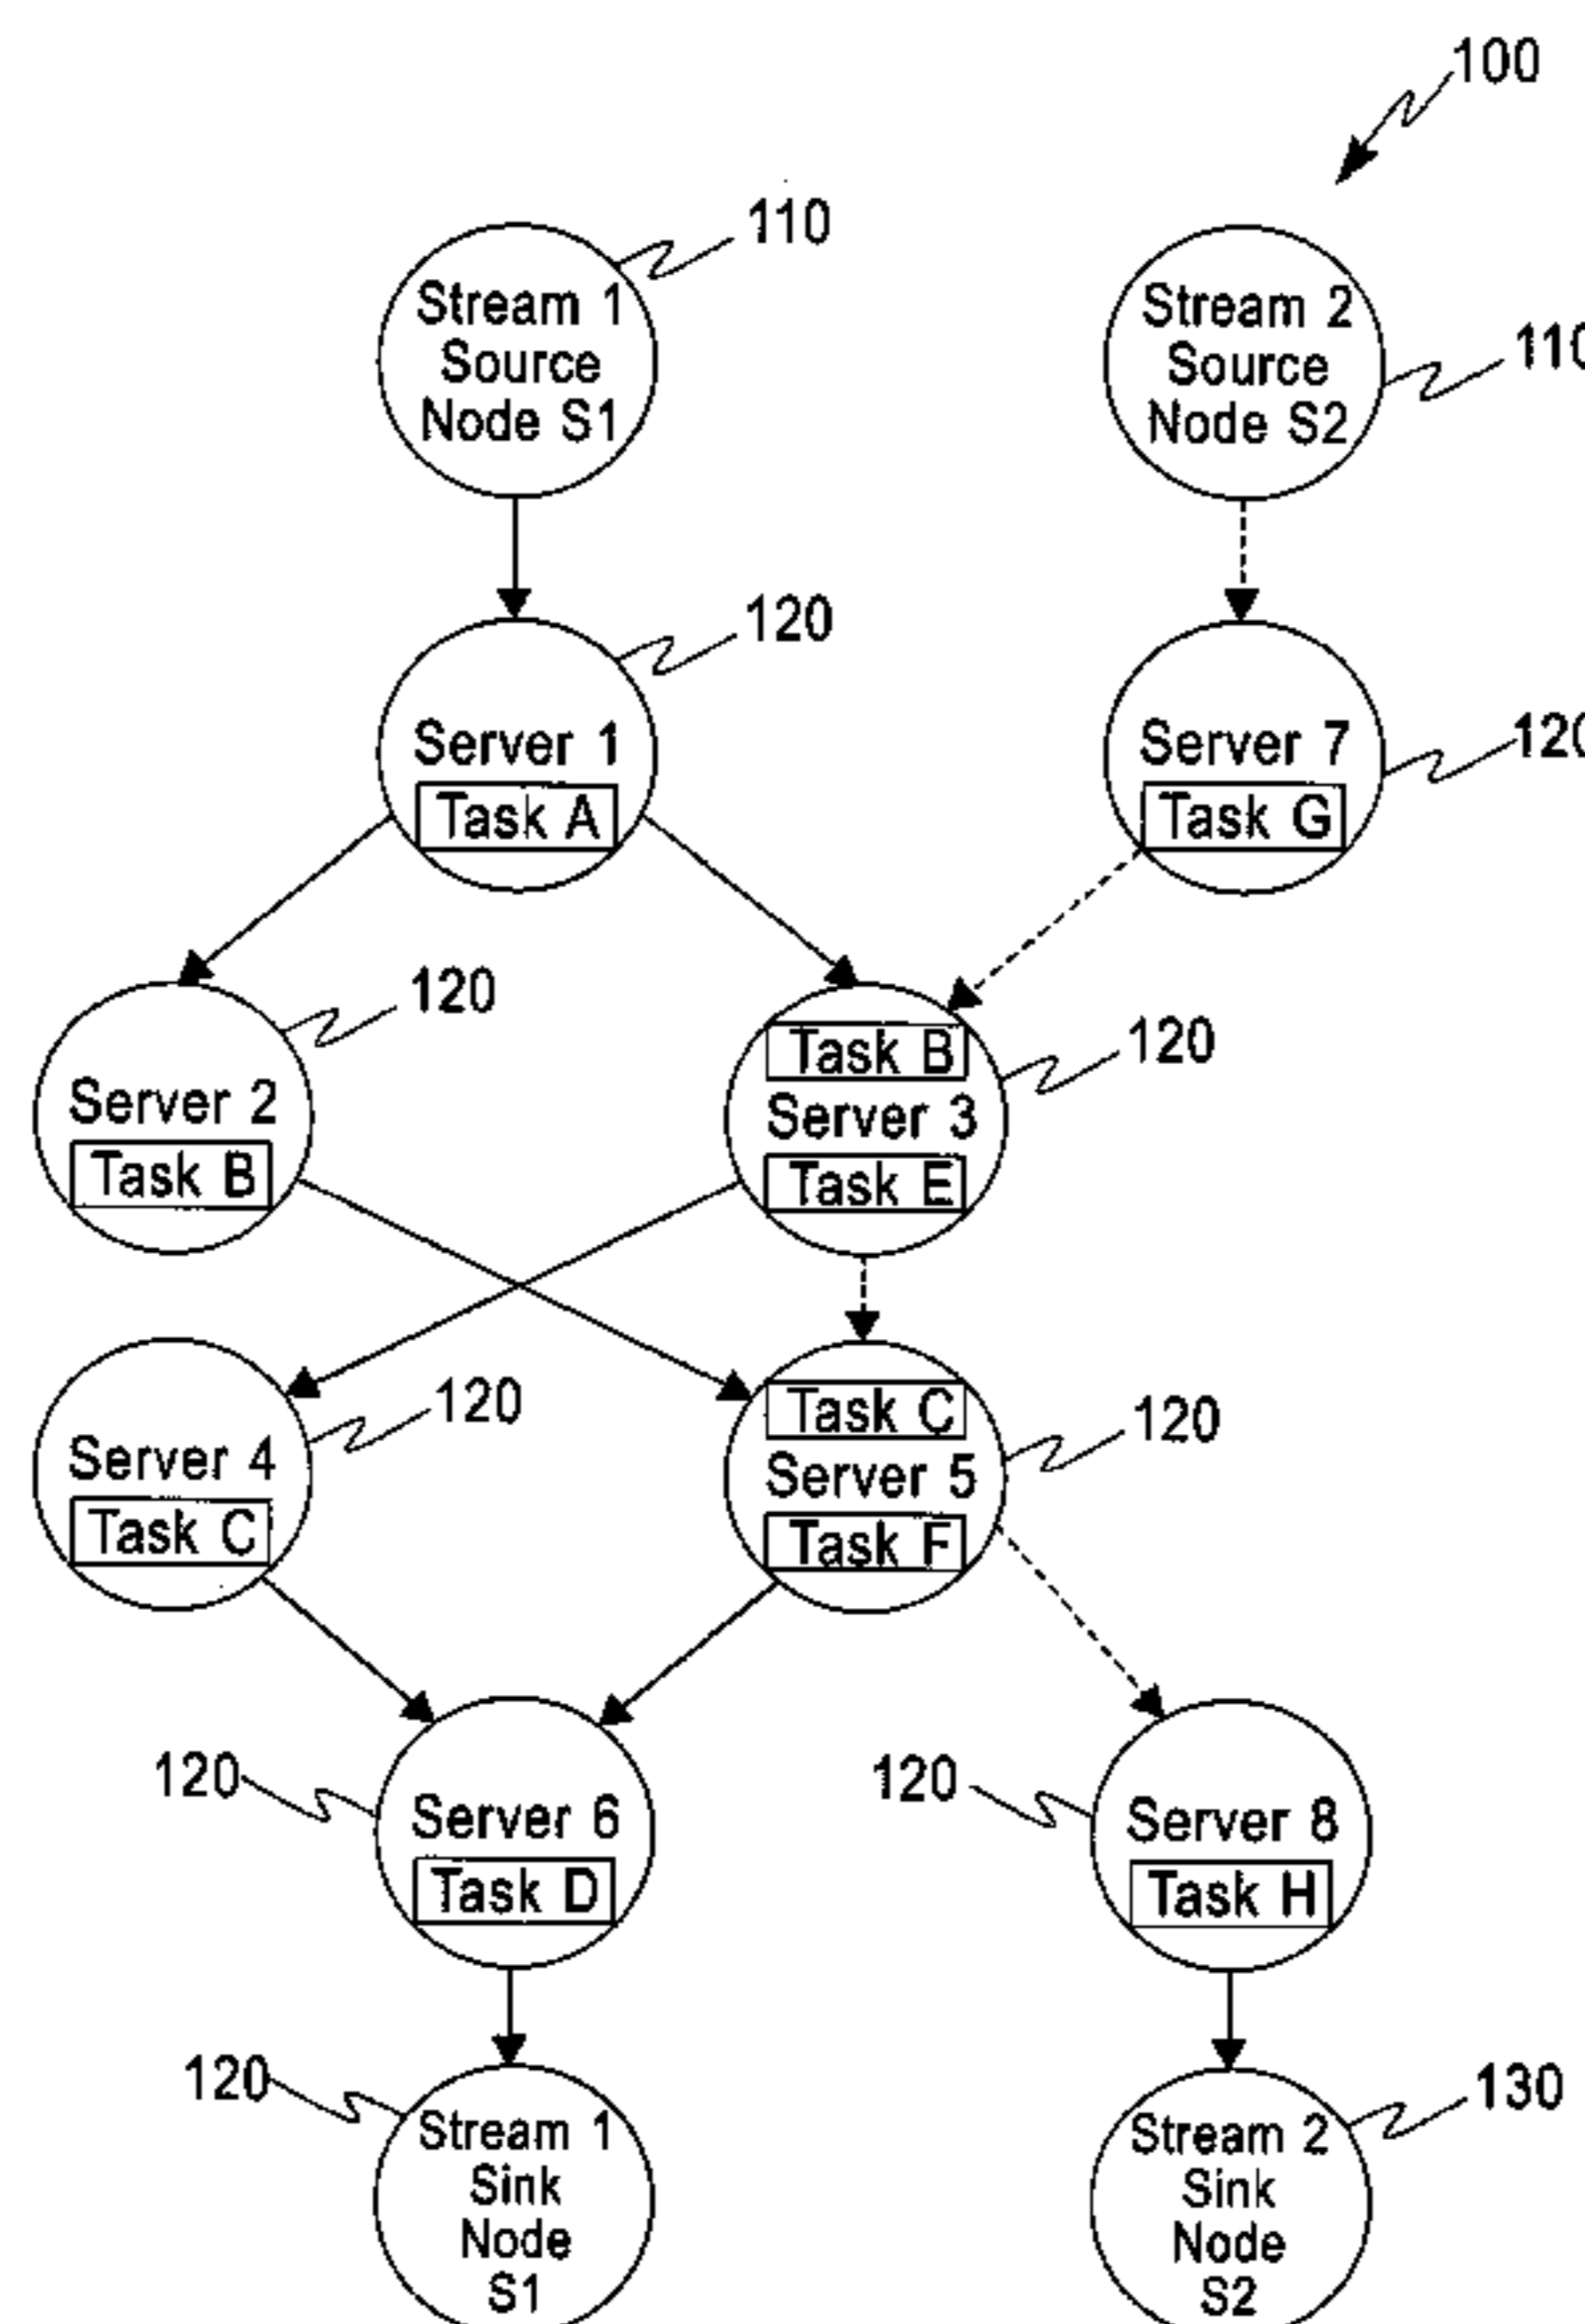 100
110
Stream 1
Source
Node S1
Stream 2
Source
Node S2
110
120
Server 1
Task A
Server 7
Task G
120
120
Server 2
Task B
Task B
Server 3
Task E
120
120
Server 4
Task C
Task C
Server 5
Task F
120
120
Server 6
Task D
120
Server 8
Task H
120
Stream 1
Sink
Node
S1
130
Stream 2
Sink
Node
S2